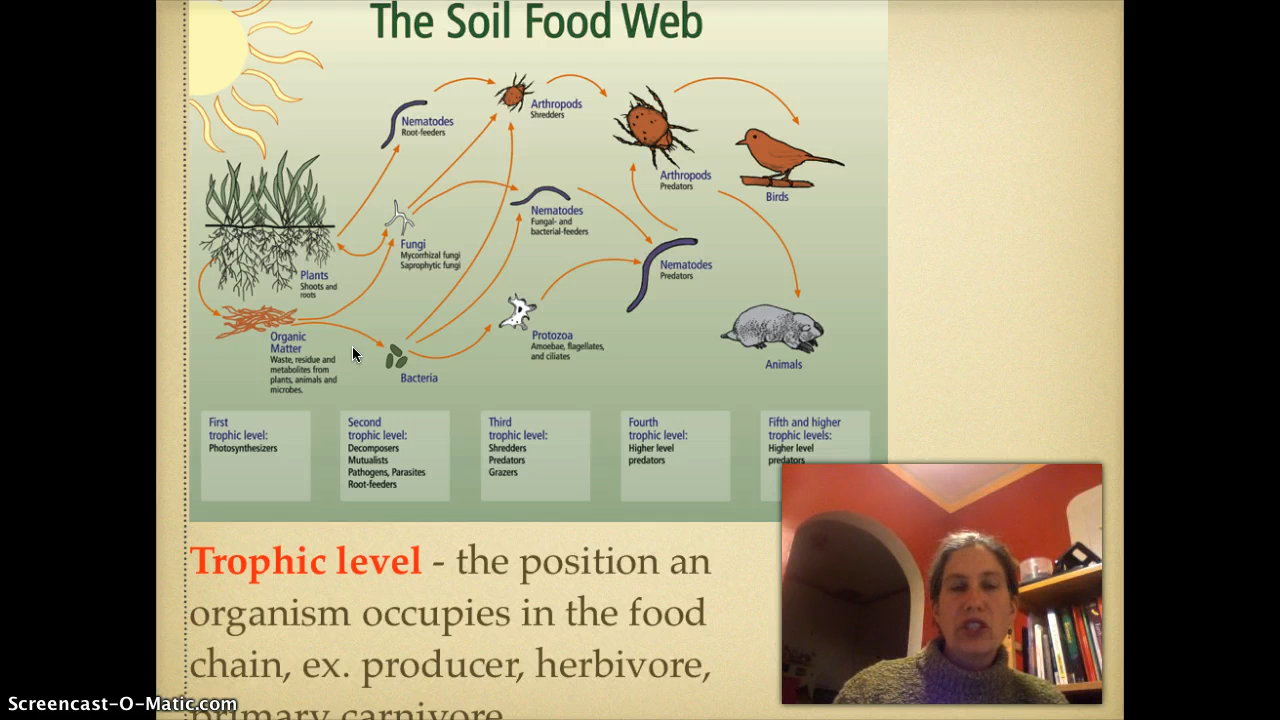 The Soil Food Web
Nematodes
Root-feeders
Arthropods
Shredders
Arthropods
Predators
Birds
Nematodes
Fungal- and
bacterial-feeders
Fungi
Mycorrhizal fungi
Saprophytic fungi
Plants
Shoots and
roots
Nematodes
Predators
Organic
Matter
Waste, residue and
metabolites from
plants, animals and
microbes.
Bacteria
Protozoa
Amoebae, flagellates,
and ciliates
Animals
First
trophic level:
Photosynthesizers
Second
trophic level:
Decomposers
Mutualists
Pathogens, Parasites
Root-feeders
Third
trophic level:
Shredders
Predators
Grazers
Fourth
trophic level:
Higher level
predators
Fifth and higher
trophic levels:
Higher level
predators
Trophic level - the position an
organism occupies in the food
chain, ex. producer, herbivore,
primary carnivore
Screencast-O-Matic.com